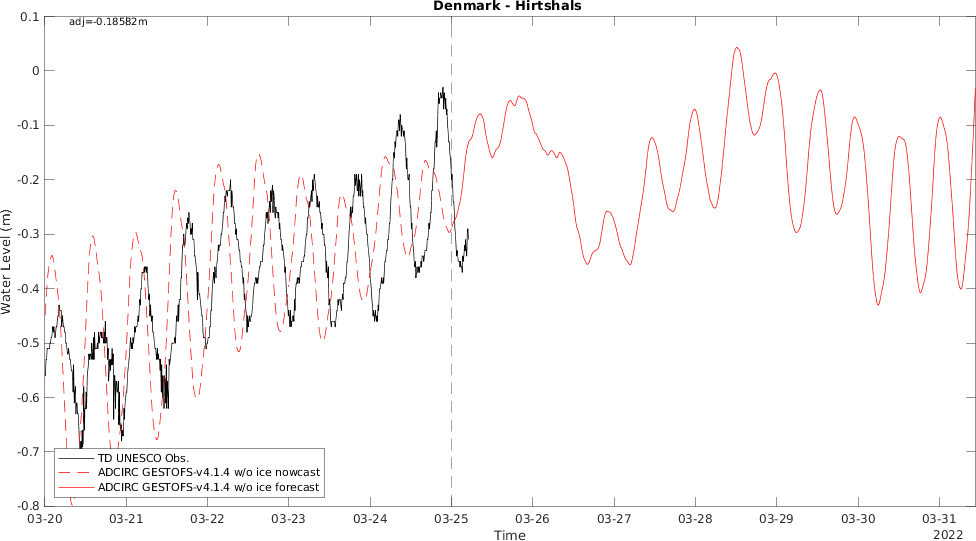 Denmark - Hirtshals
adj=-0.18582m
0.1
0
-0.1
-0.2
-0.3
-0.4
-0.5
-0.6
-0.7
-0.8
Water Level (m)
TD UNESCO Obs.
ADCIRC GESTOFS-v4.1.4 w/o ice nowcast
ADCIRC GESTOFS-v4.1.4 w/o ice forecast
03-20 03-21 03-22 03-23 03-24 03-25 03-26 03-27 03-28 03-29 03-30 03-31
Time
2022